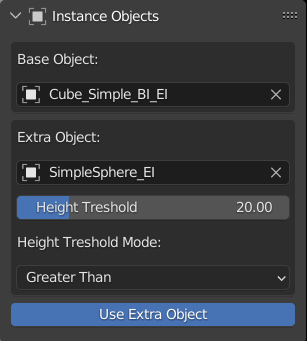 Instance Objects
Base Object:
Cube_Simple_BI_EI
Extra Object:
SimpleSphere_EI
Height Treshold 20.00
Height Treshold Mode:
Greater Than
Use Extra Object